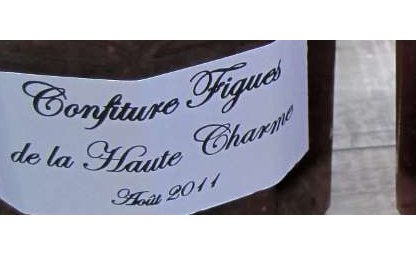 Confiture Figues
de la Haute Charme
Août 2011